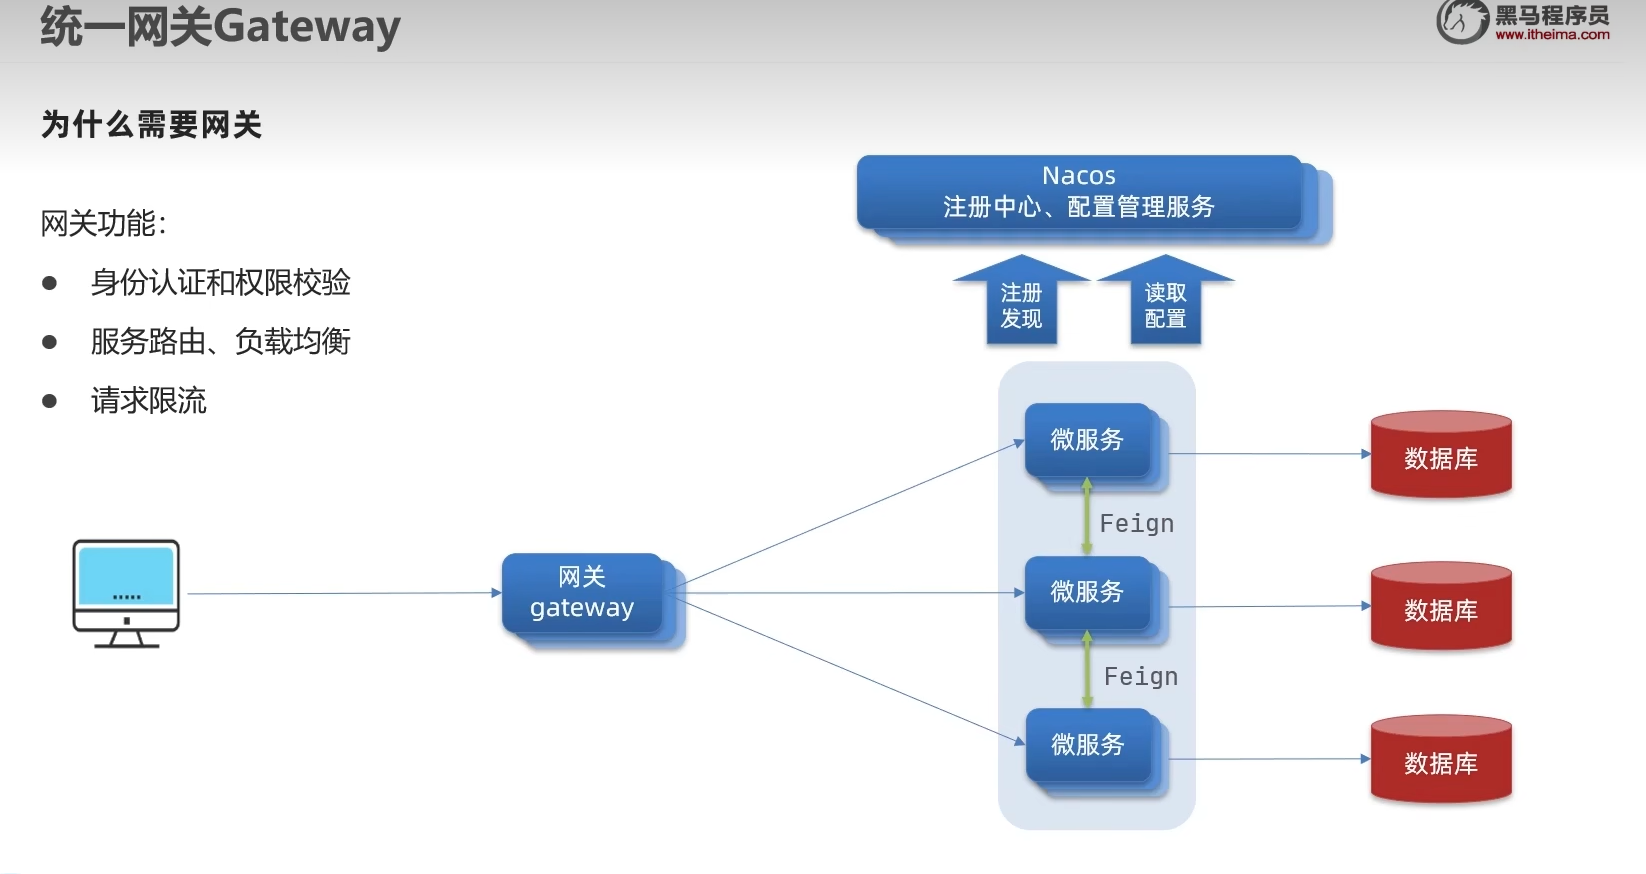 统一网关Gateway
黑马程序员
www.itheima.com
为什么需要网关
网关功能：
身份认证和权限校验
服务路由、负载均衡
请求限流
Nacos
注册中心、配置管理服务
注册
发现
读取
配置
微服务
数据库
Feign
网关
gateway
微服务
数据库
Feign
微服务
数据库